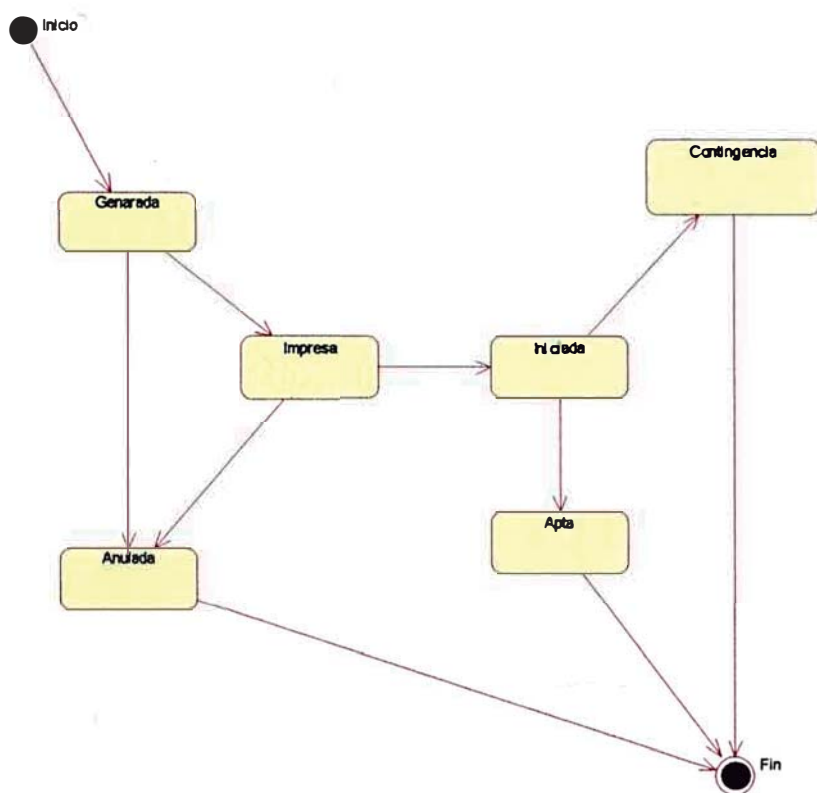 Inicio
Contingencia
Genarada
Impresa
Iniciada
Apta
Anulada
Fin